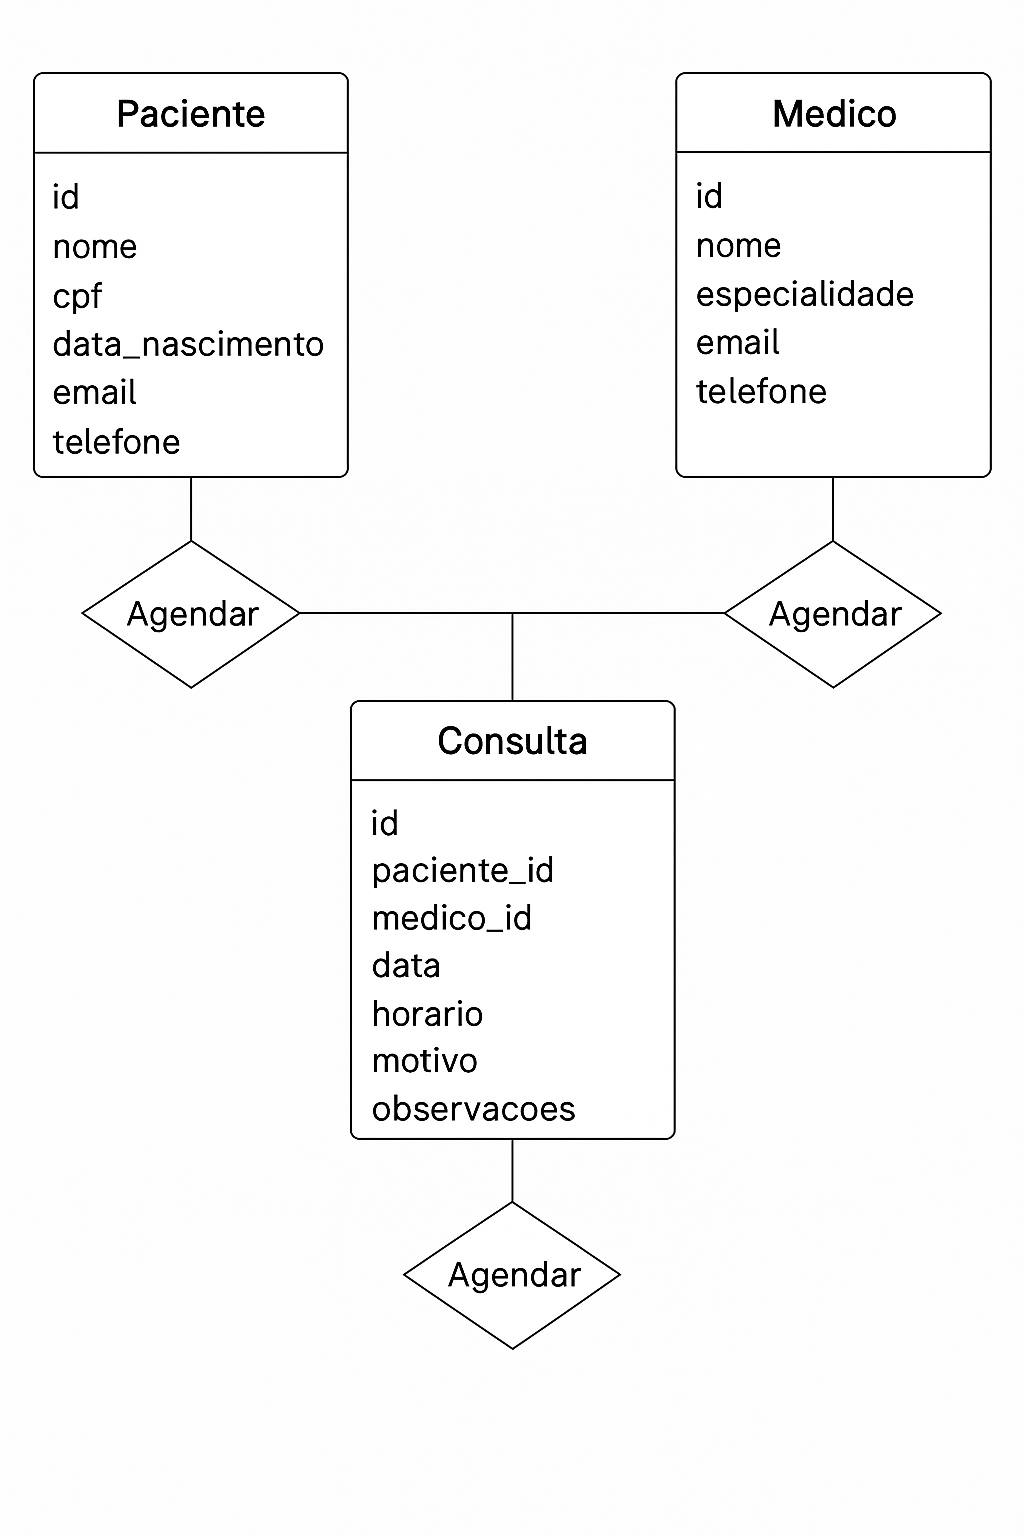 Paciente
id
nome
cpf
data_nascimento
email
telefone
Medico
id
nome
especialidade
email
telefone
Agendar
Agendar
Consulta
id
paciente_id
medico_id
data
horario
motivo
observacoes
Agendar